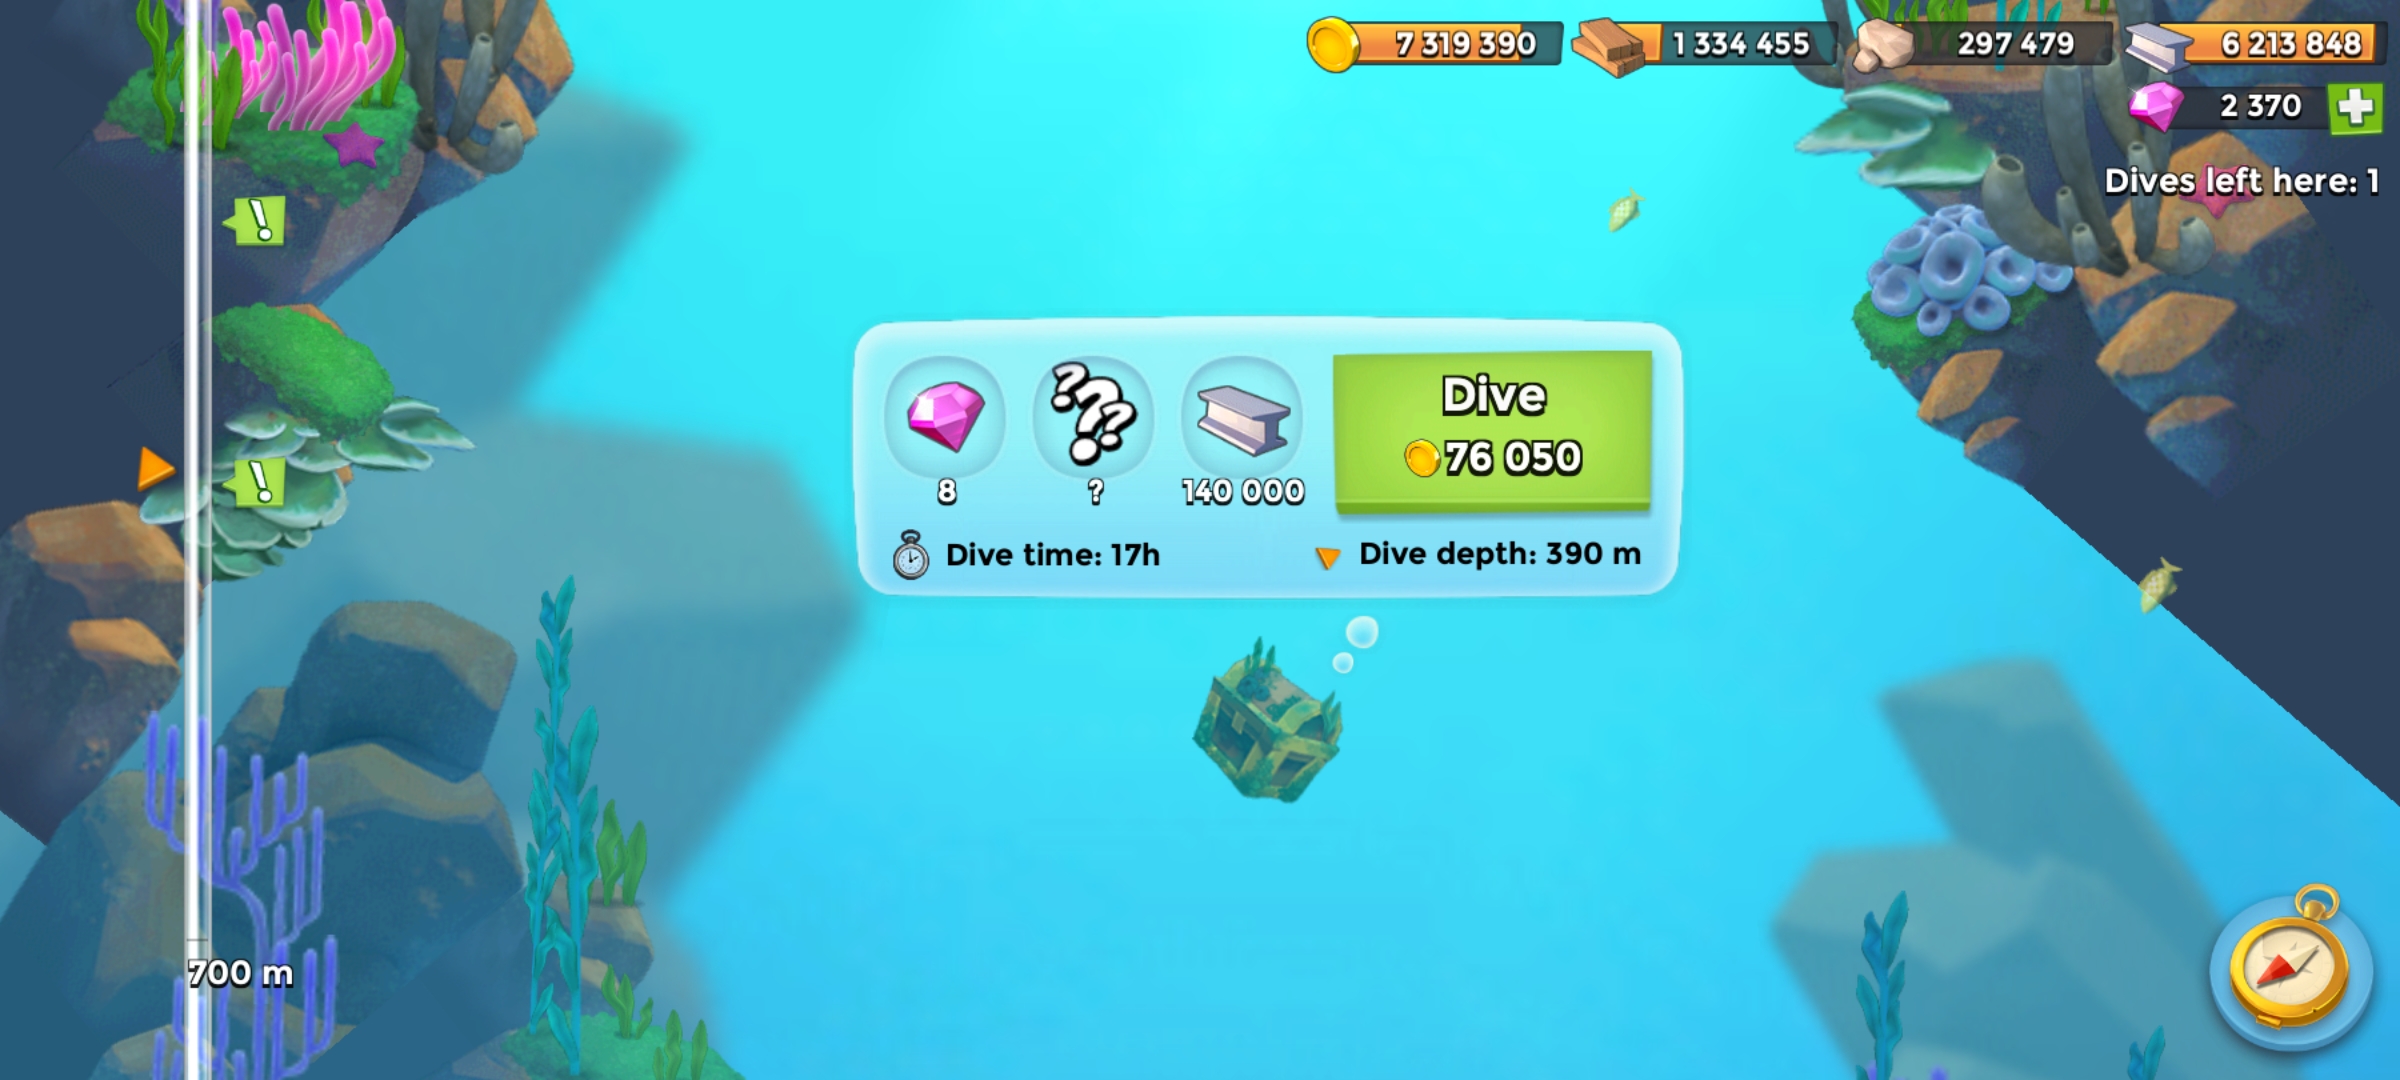 7 319 390
1 334 455
297 479
6 213 848
2 370
Dives left here: 1
!
!
8
???
?
140 000
Dive
76 050
Dive time: 17h
Dive depth: 390 m
700 m